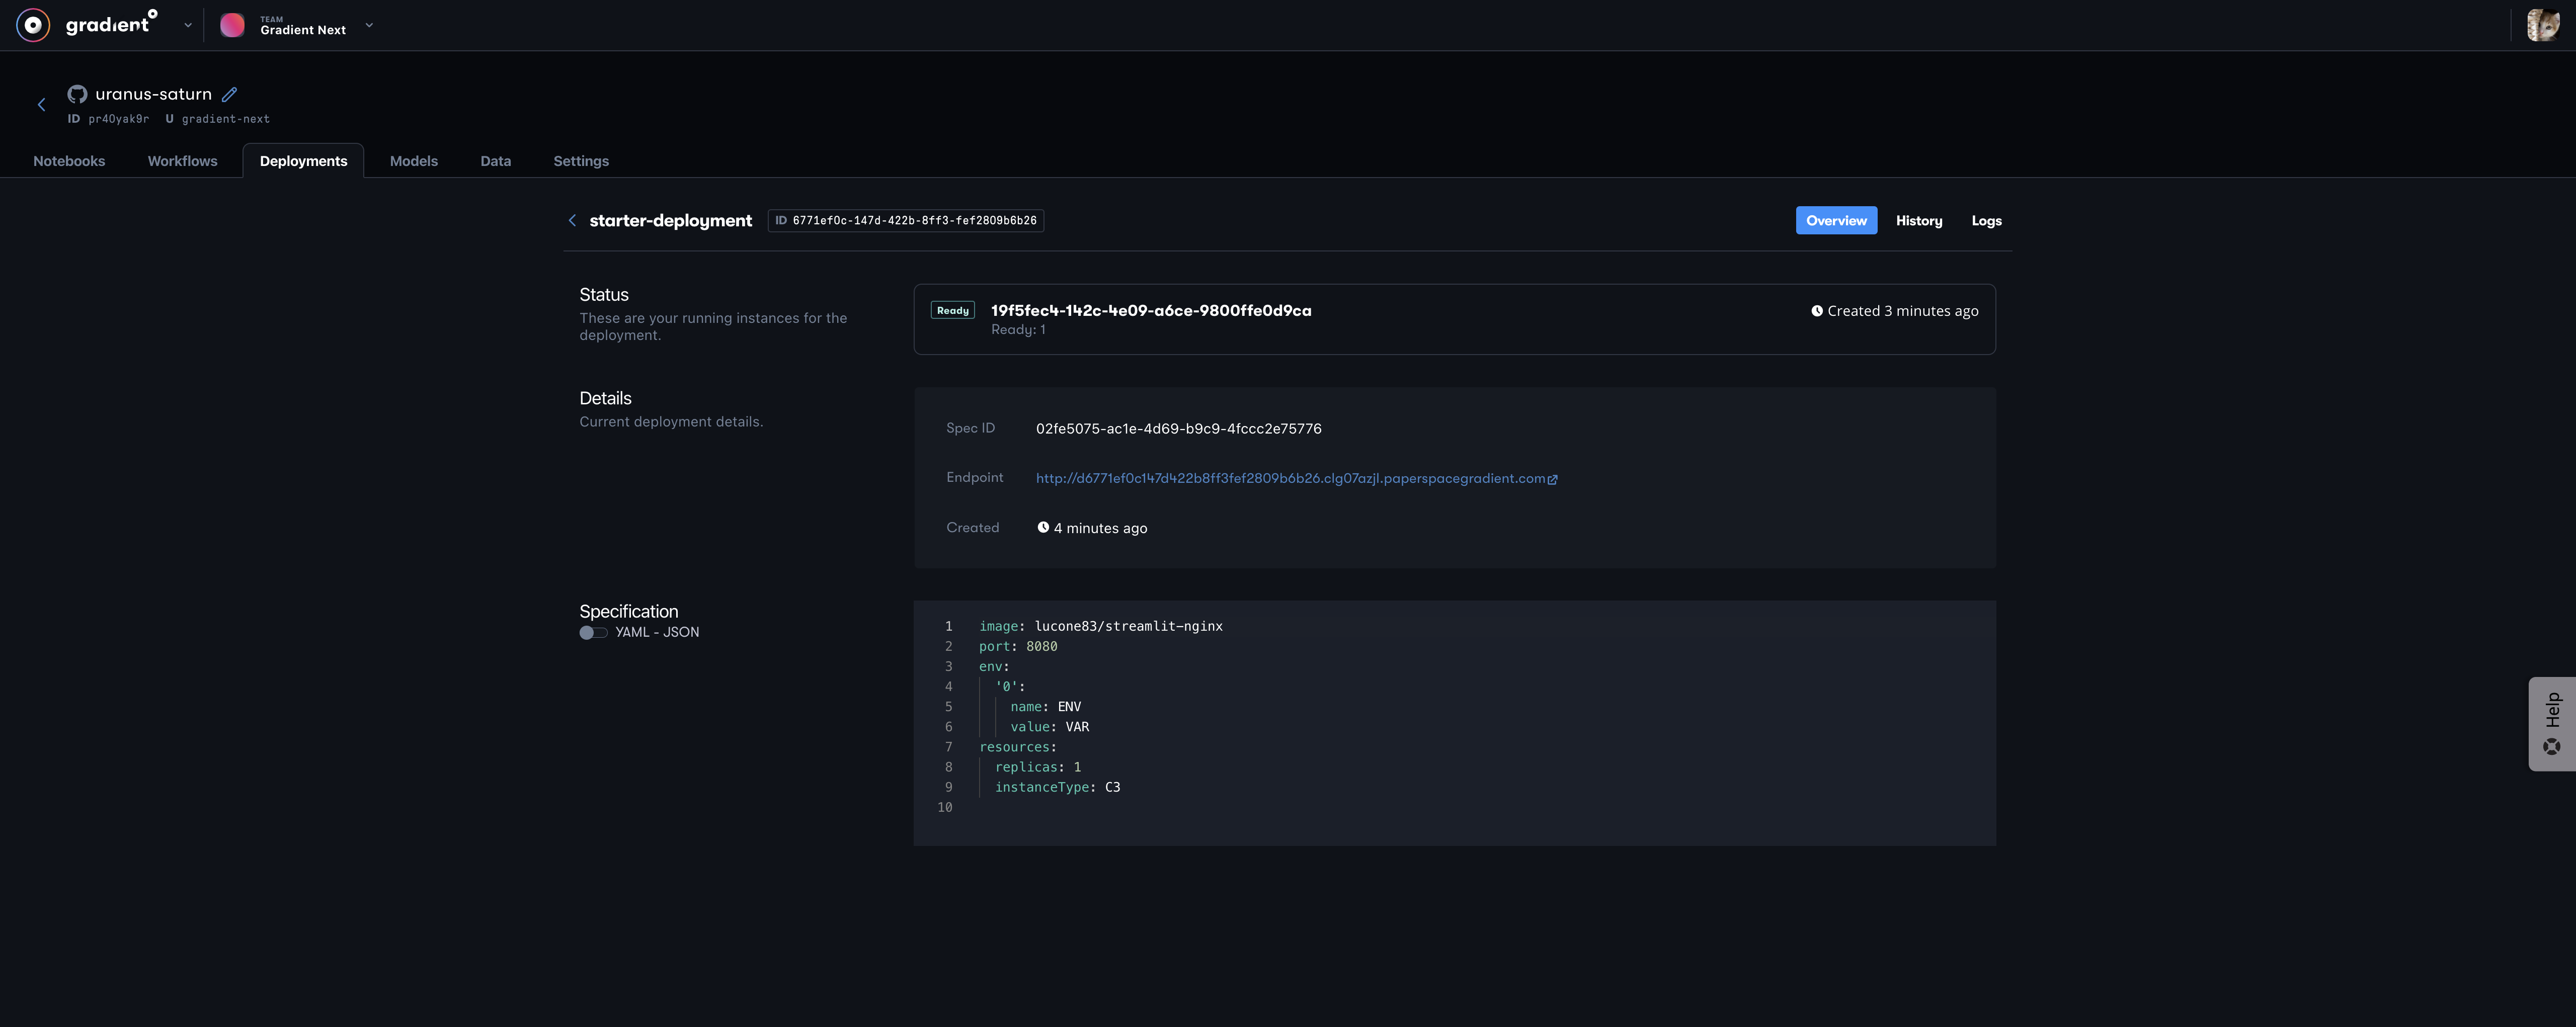 gradient
TEAM
Gradient Next
uranus-saturn
ID pr4oyak9r U gradient-next
Notebooks Workflows Deployments Models Data Settings
starter-deployment ID 6771ef0c-147d-422b-8ff3-fef2809b6b26 Overview History Logs
Status
These are your running instances for the
deployment.
Ready 19f5fec4-142c-4e09-a6ce-9800ffe0d9ca Created 3 minutes ago
Ready: 1
Details
Current deployment details.
Spec ID 02fe5075-ac1e-4d69-b9c9-4fccc2e75776
Endpoint http://d6771ef0c147d422b8ff3fef2809b6b26.clg07azjl.paperspacegradient.com
Created 4 minutes ago
Specification
YAML - JSON
1 image: lucone83/streamlit-nginx
2 port: 8080
3 env:
4 '0':
5 name: ENV
6 value: VAR
7 resources:
8 replicas: 1
9 instanceType: C3
10
Help